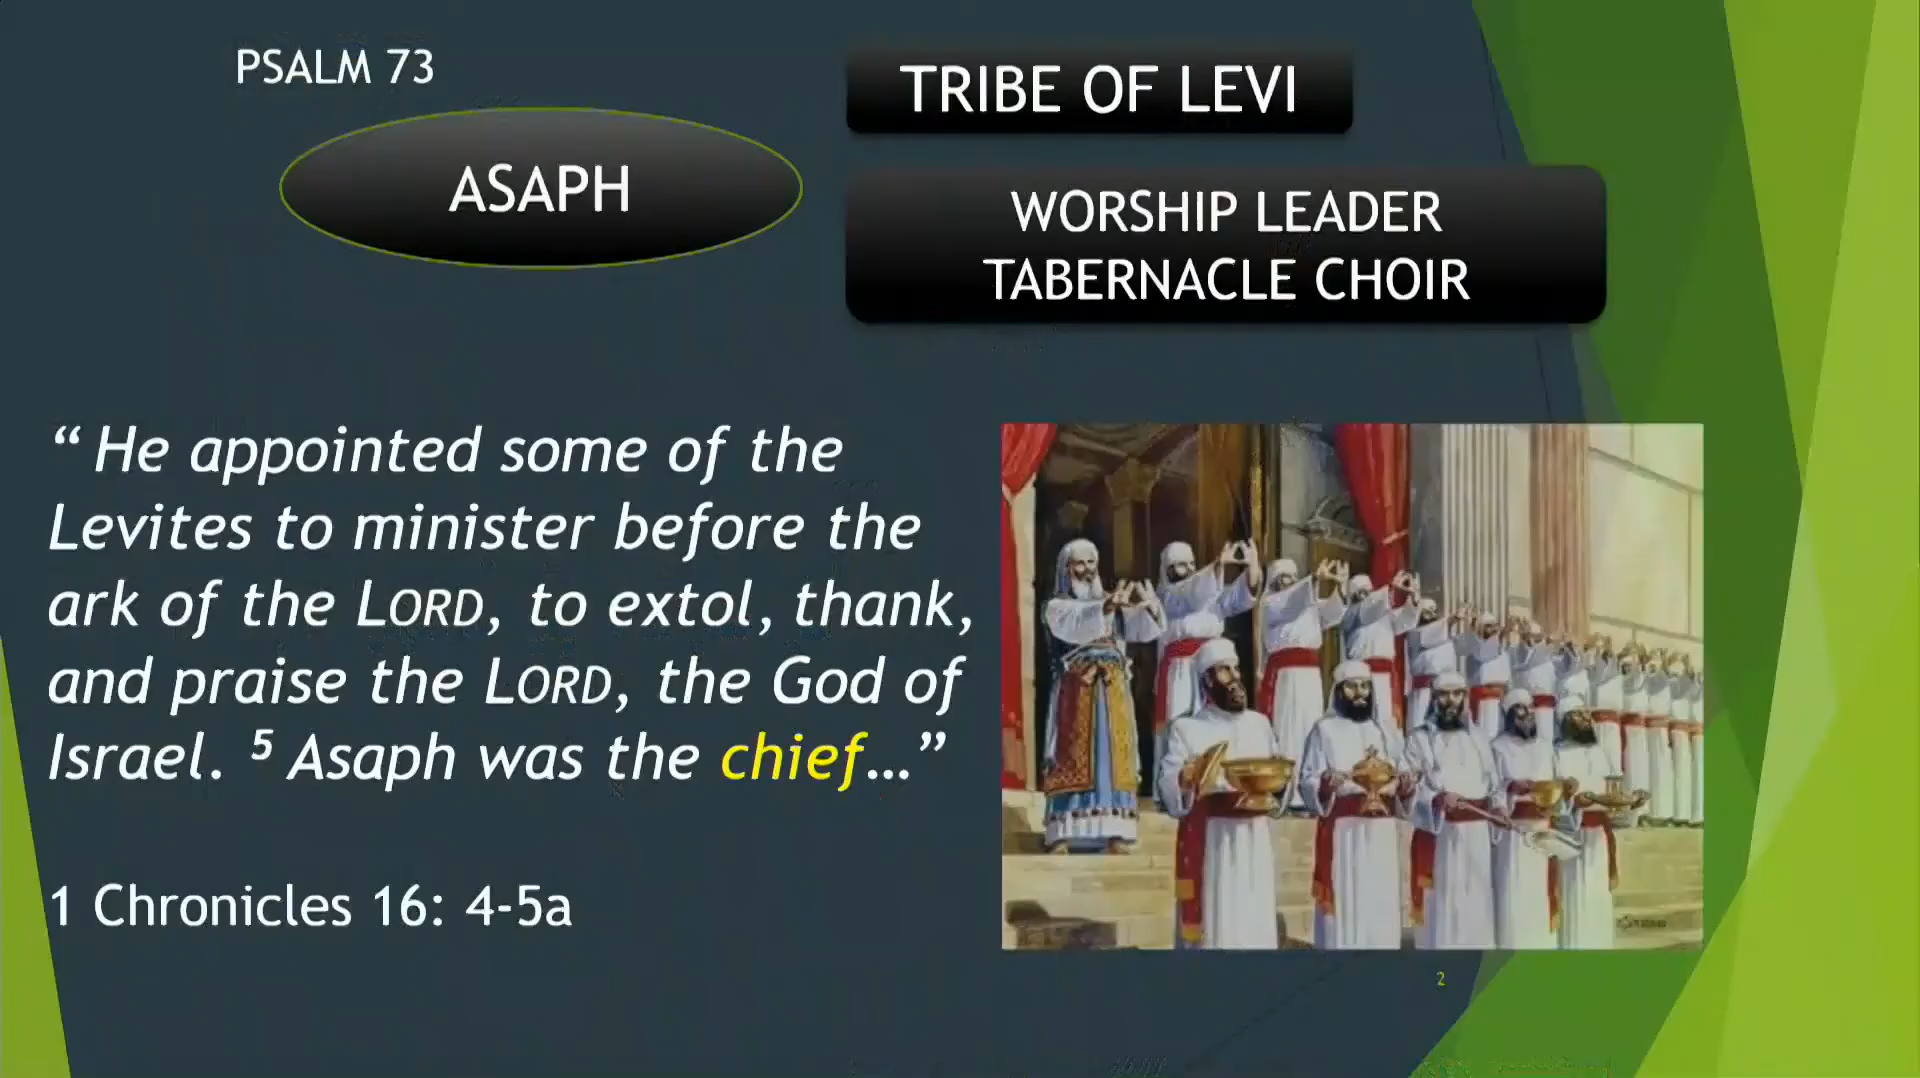 PSALM 73
ASAPH
TRIBE OF LEVI
WORSHIP LEADER
TABERNACLE CHOIR
“ He appointed some of the
Levites to minister before the
ark of the LORD, to extol, thank,
and praise the LORD, the God of
Israel. ⁵ Asaph was the chief…”
1 Chronicles 16: 4-5a
2